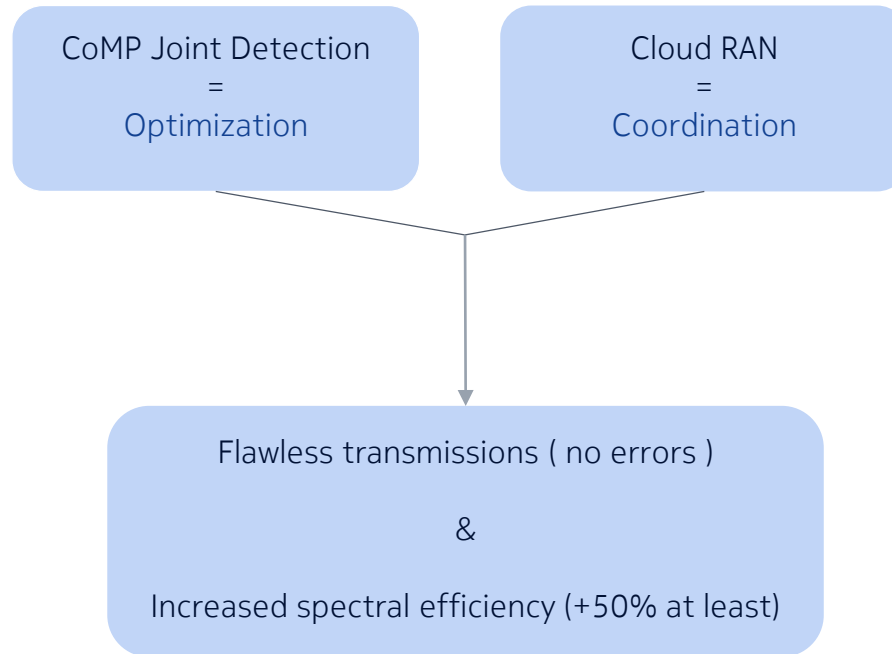 CoMP Joint Detection
=
Optimization
Cloud RAN
=
Coordination
Flawless transmissions ( no errors )
&
Increased spectral efficiency (+50% at least)